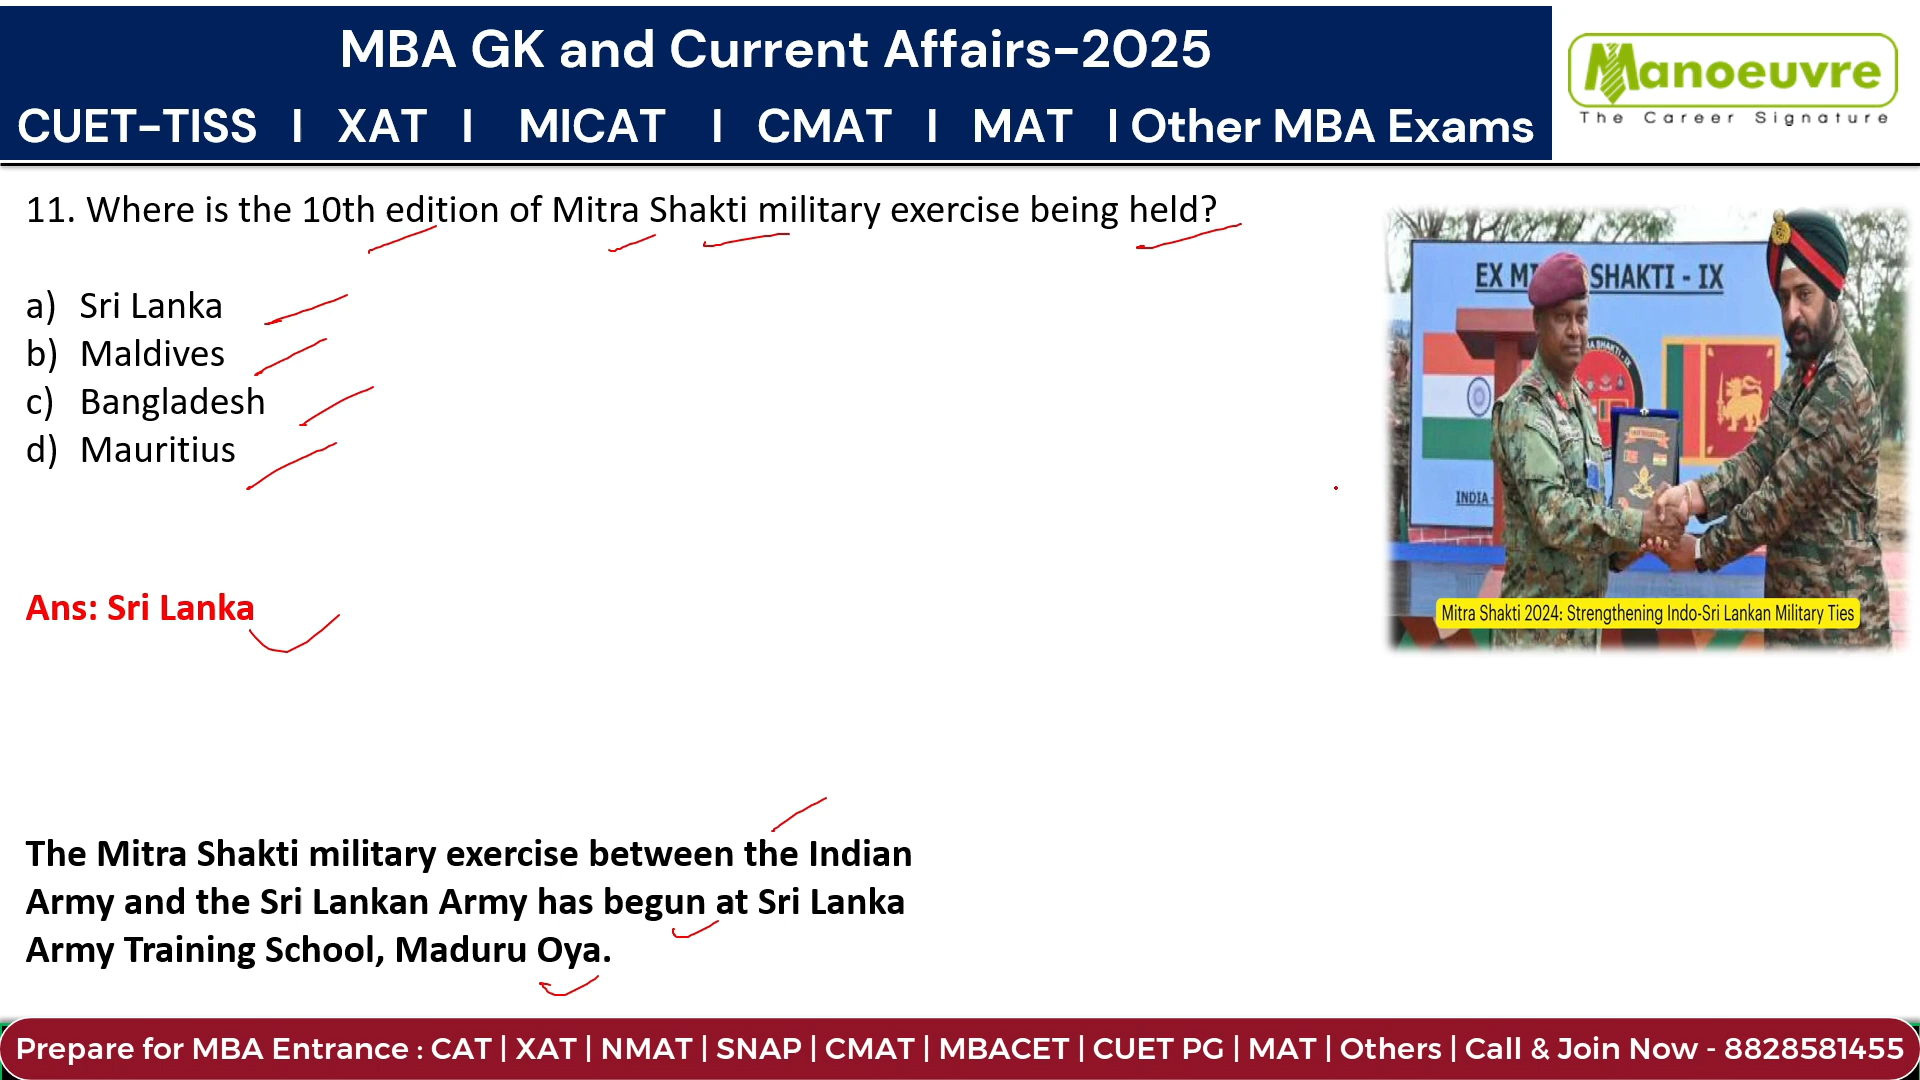 MBA GK and Current Affairs-2025
CUET-TISS I XAT I MICAT I CMAT I MAT I Other MBA Exams
Manoeuvre
The Career Signature
11. Where is the 10th edition of Mitra Shakti military exercise being held?
a) Sri Lanka
b) Maldives
c) Bangladesh
d) Mauritius
EX MI SHAKTI - IX
INDIA -
Mitra Shakti 2024: Strengthening Indo-Sri Lankan Military Ties
Ans: Sri Lanka
The Mitra Shakti military exercise between the Indian
Army and the Sri Lankan Army has begun at Sri Lanka
Army Training School, Maduru Oya.
Prepare for MBA Entrance : CAT | XAT | NMAT | SNAP | CMAT | MBACET | CUET PG | MAT | Others | Call & Join Now - 8828581455